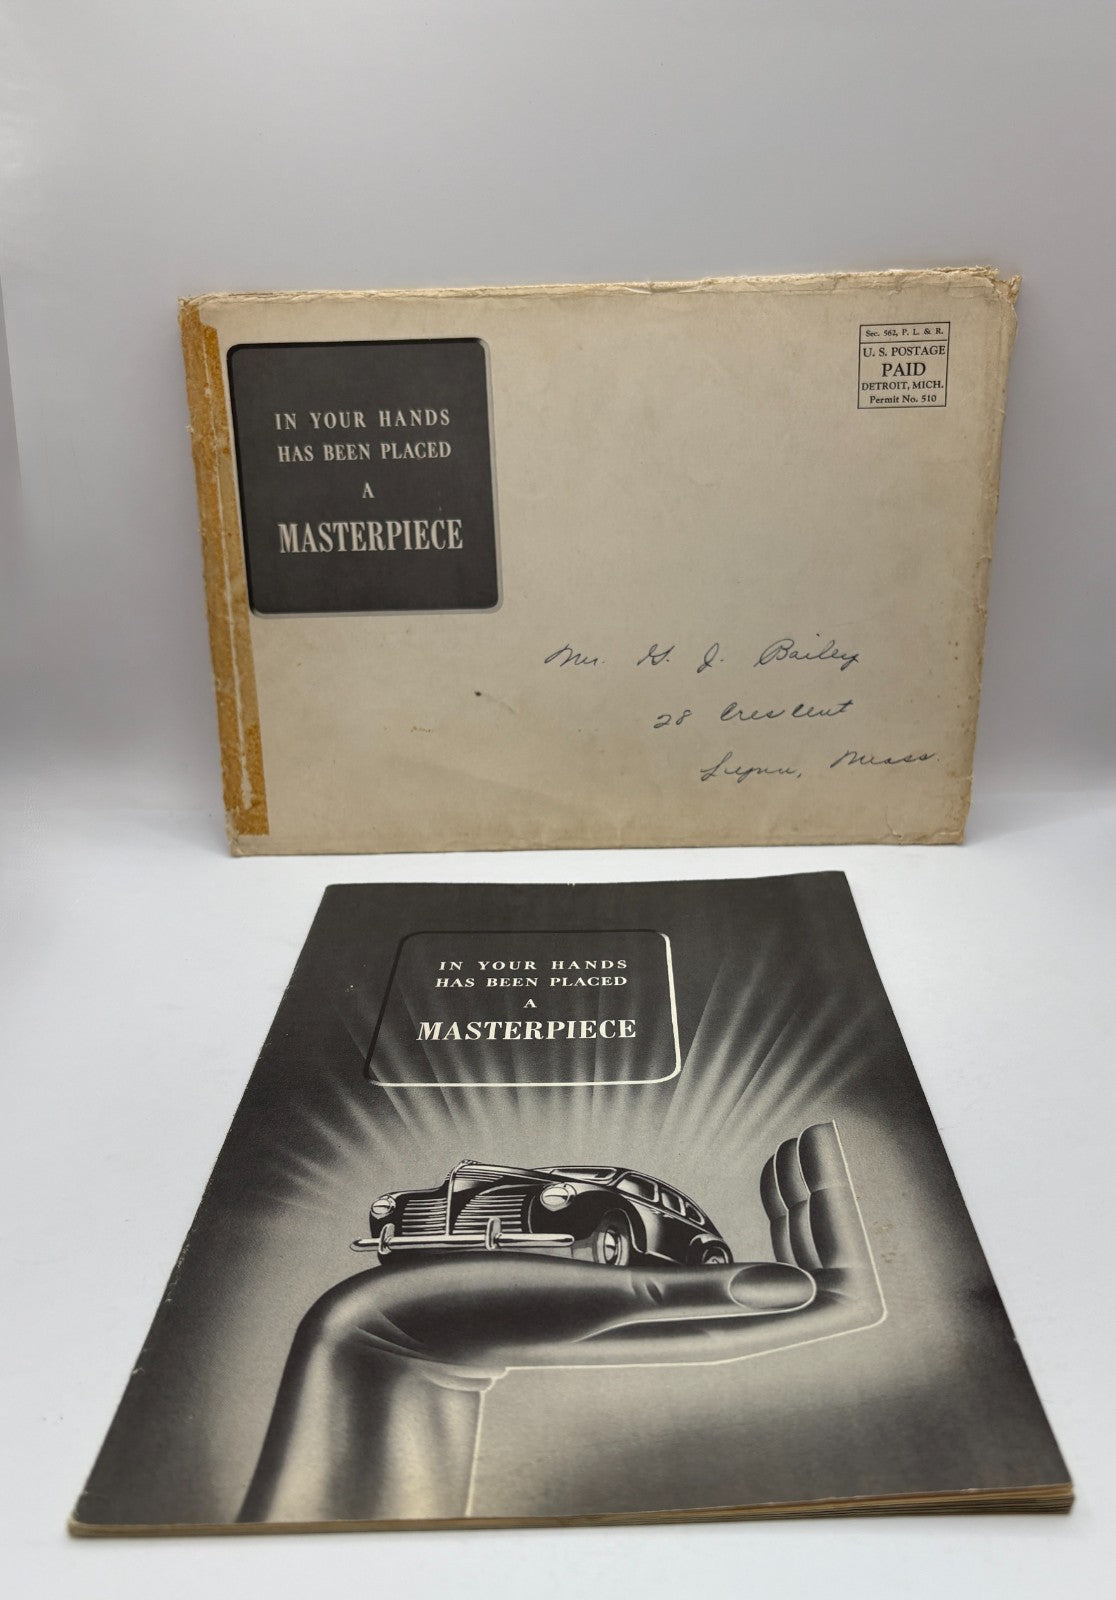 IN YOUR HANDS
HAS BEEN PLACED
A
MASTERPIECE
Sec. 562, P. L. & R.
U. S. POSTAGE
PAID
DETROIT, MICH.
Permit No. 510
Mr. J. Bailey
28 Crescent
Lynn, Mass.
IN YOUR HANDS
HAS BEEN PLACED
A
MASTERPIECE